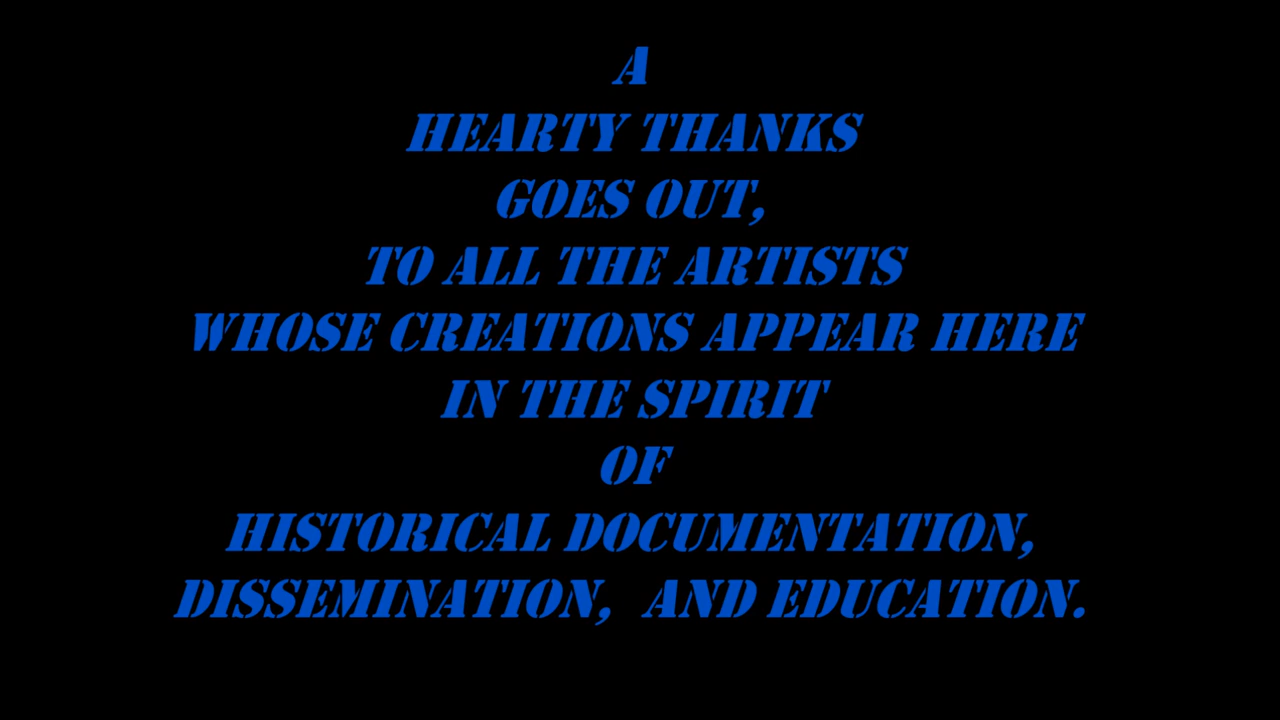 A
HEARTY THANKS
GOES OUT,
TO ALL THE ARTISTS
WHOSE CREATIONS APPEAR HERE
IN THE SPIRIT
OF
HISTORICAL DOCUMENTATION,
DISSEMINATION, AND EDUCATION.